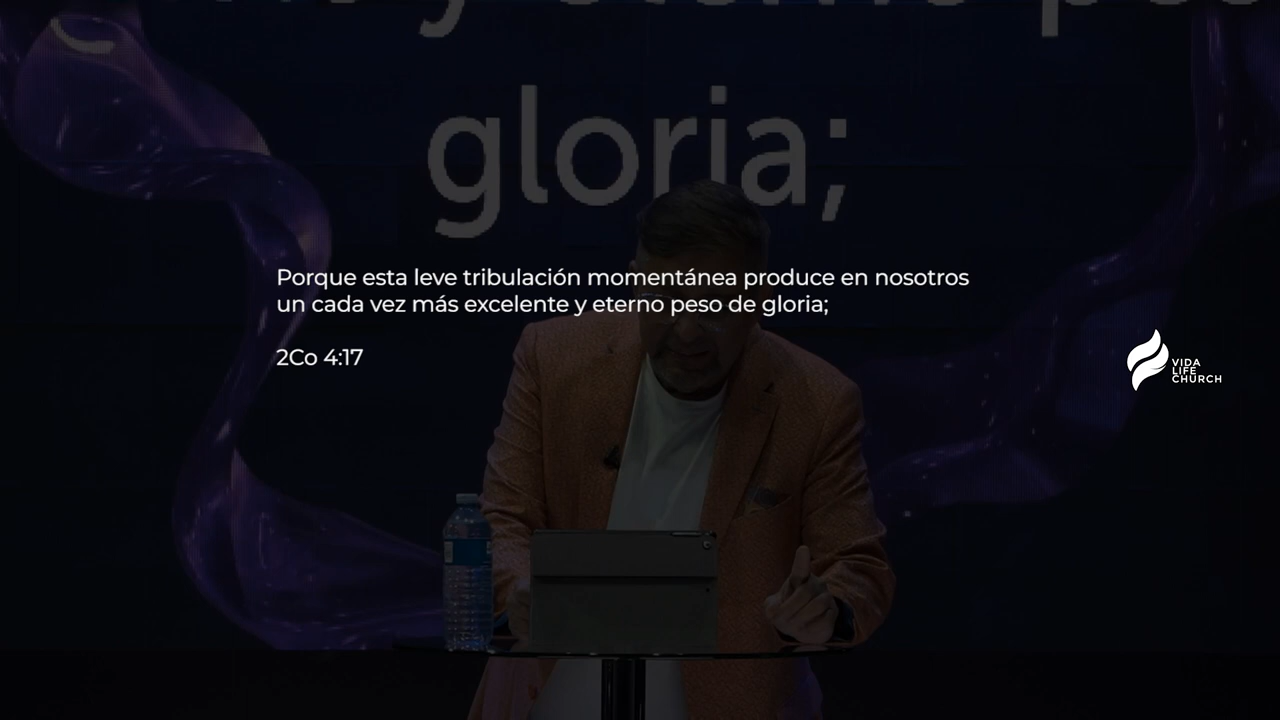 gloria;
Porque esta leve tribulación momentánea produce en nosotros
un cada vez más excelente y eterno peso de gloria;
2Co 4:17
VIDA
LIFE
CHURCH